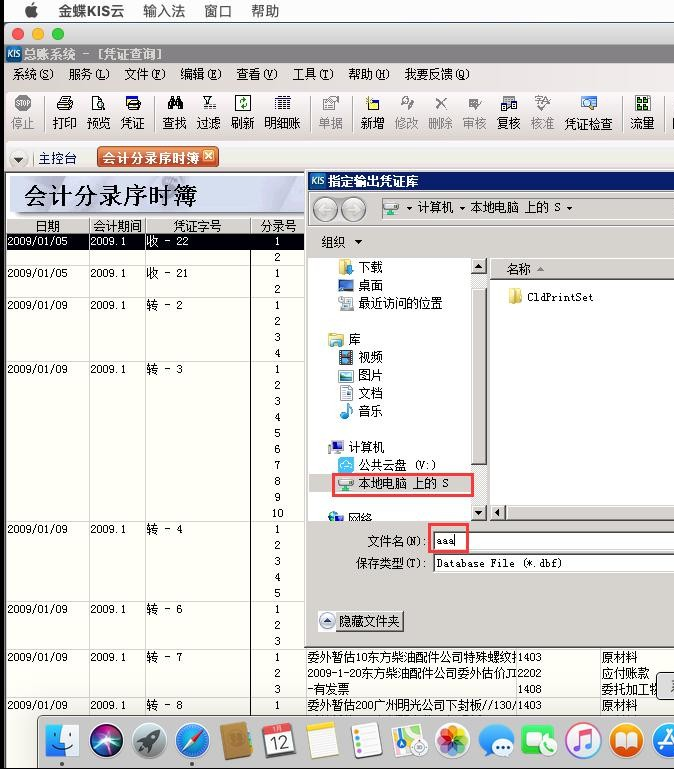 金蝶KIS云 输入法 窗口 帮助
KIS 总账系统 - [凭证查询]
系统(S) 服务(L) 文件(F) 编辑(E) 查看(V) 工具(T) 帮助(H) 我要反馈(Q)
STOP
停止 打印 预览 凭证 查找 过滤 刷新 明细账 单据 新增 修改 删除 审核 复核 核准 凭证检查 流量
主控台 会计分录序时簿
会计分录序时簿
日期 会计期间 凭证字号 分录号
2009/01/05 2009.1 收 - 22 1
2
2009/01/05 2009.1 收 - 21 1
2
2009/01/09 2009.1 转 - 2 1
2
3
4
2009/01/09 2009.1 转 - 3 1
2
3
4
5
6
7
8
9
10
2009/01/09 2009.1 转 - 4 1
2
3
4
5
2009/01/09 2009.1 转 - 6 1
2
3
2009/01/09 2009.1 转 - 7 1 委外暂估10东方柴油配件公司特殊螺纹 1403 原材料
2 2009-1-20东方柴油配件公司委外估价 2202 应付账款
3 -有发票 1408 委托加工物
2009/01/09 2009.1 转 - 8 1 委外暂估200广州明光公司下封板//130/ 1403 原材料
KIS 指定输出凭证库
计算机 本地电脑 上的 S
组织
下载
桌面
最近访问的位置
库
视频
图片
文档
音乐
计算机
公共云盘 (V:)
本地电脑 上的 S
网络
名称
CldPrintSet
文件名(N): aaa
保存类型(T): Database File (*.dbf)
隐藏文件夹
1月
12